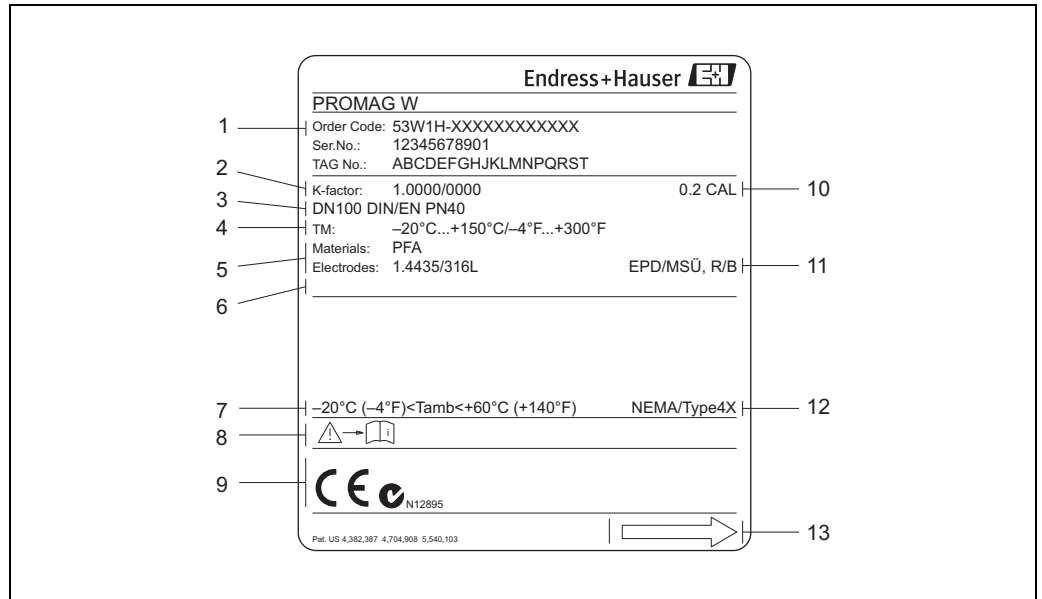 Endress+Hauser
PROMAG W
1 Order Code: 53W1H-XXXXXXXXXXXX
Ser.No.: 12345678901
TAG No.: ABCDEFGHJKLMNPQRST
2 K-factor: 1.0000/0000 0.2 CAL 10
3 DN100 DIN/EN PN40
4 TM: –20°C...+150°C/–4°F...+300°F
5 Materials: PFA
Electrodes: 1.4435/316L EPD/MSÜ, R/B 11
6
7 –20°C (–4°F)<Tamb<+60°C (+140°F) NEMA/Type4X 12
8 i
9 CE N12895
Pat. US 4,382,387 4,704,908 5,540,103 13